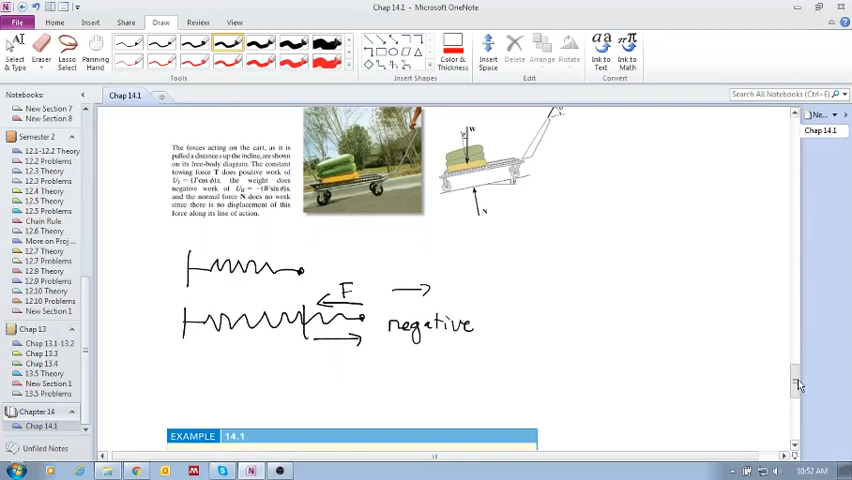 Chap 14.1 - Microsoft OneNote
File
Home
Insert
Draw
Share
Review
View
Select & Type
Eraser
Lasso Select
Panning Hand
Tools
Insert Shapes
Color & Thickness
Insert Space
Delete
Arrange
Rotate
Edit
Ink to Text
Ink to Math
Convert
Notebooks:
Chap 14.1
Search All Notebooks (Ctrl+E)
New Section 7
New Section 8
Semester 2
12.1-12.2 Theory
12.2 Problems
12.3 Theory
12.3 Problems
12.4 Theory
12.5 Theory
12.5 Problems
Chain Rule
12.6 Theory
More on Proj ...
12.7 Theory
12.7 Problems
12.9 Theory
12.9 Problems
12.10 Theory
12.10 Problems
New Section 1
Chap 13
Chap 13.1-13.2
Chap 13.3
Chap 13.4
13.5 Theory
New Section 1
13.5 Problems
Chapter 14
Chap 14.1
Unfiled Notes
Ne...
Chap 14.1
The forces acting on the cart, as it is
pulled a distance s up the incline, are shown
on its free-body diagram. The constant
towing force T does positive work of
U_T = (T cos ϕ)s, the weight does
negative work of U_W = −(W sin θ)s,
and the normal force N does no work
since there is no displacement of this
force along its line of action.
W
N
F
negative
EXAMPLE 14.1
10:52 AM